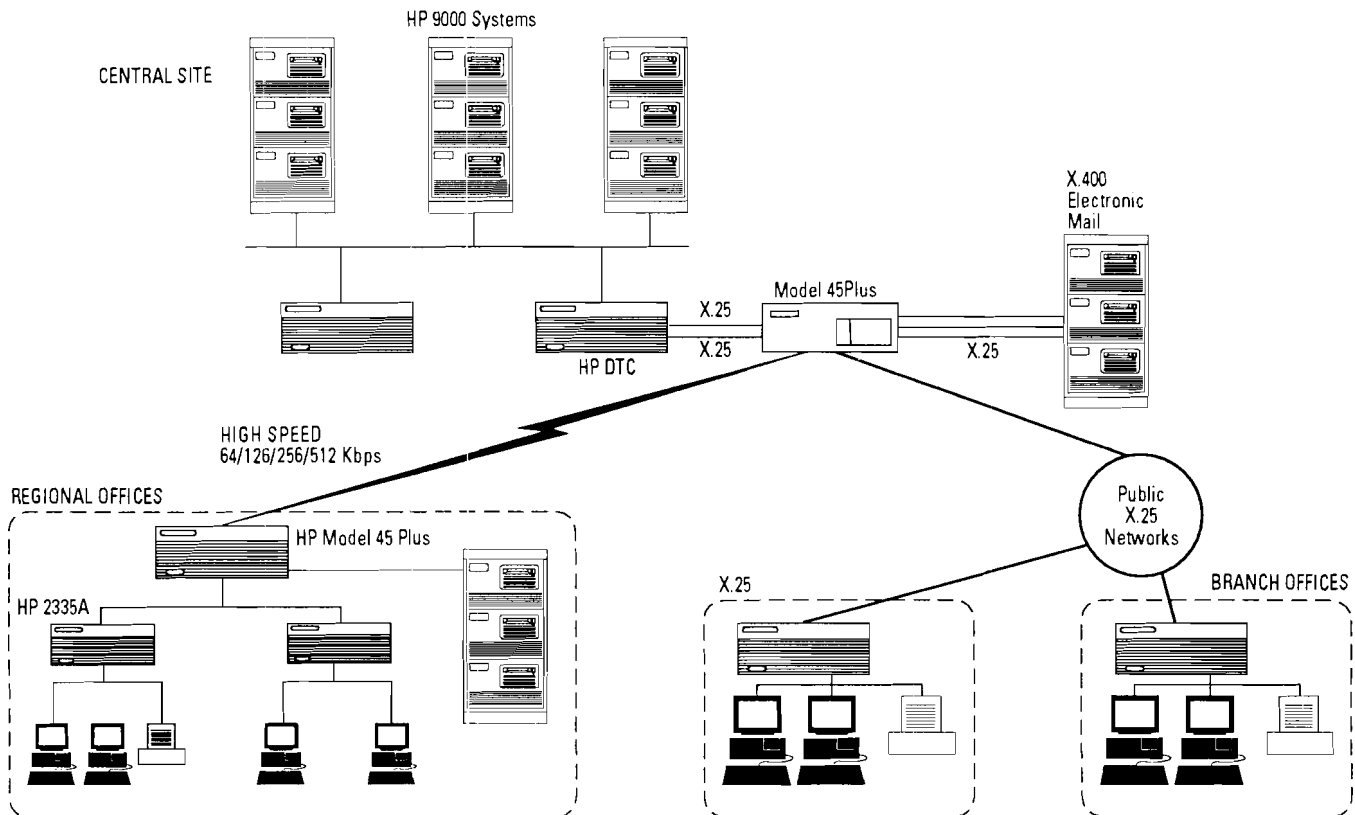 HP 9000 Systems
CENTRAL SITE
X.400
Electronic
Mail
Model 45Plus
X.25
X.25
X.25
HP DTC
HIGH SPEED
64/126/256/512 Kbps
REGIONAL OFFICES
HP Model 45 Plus
HP 2335A
Public
X.25
Networks
X.25
BRANCH OFFICES